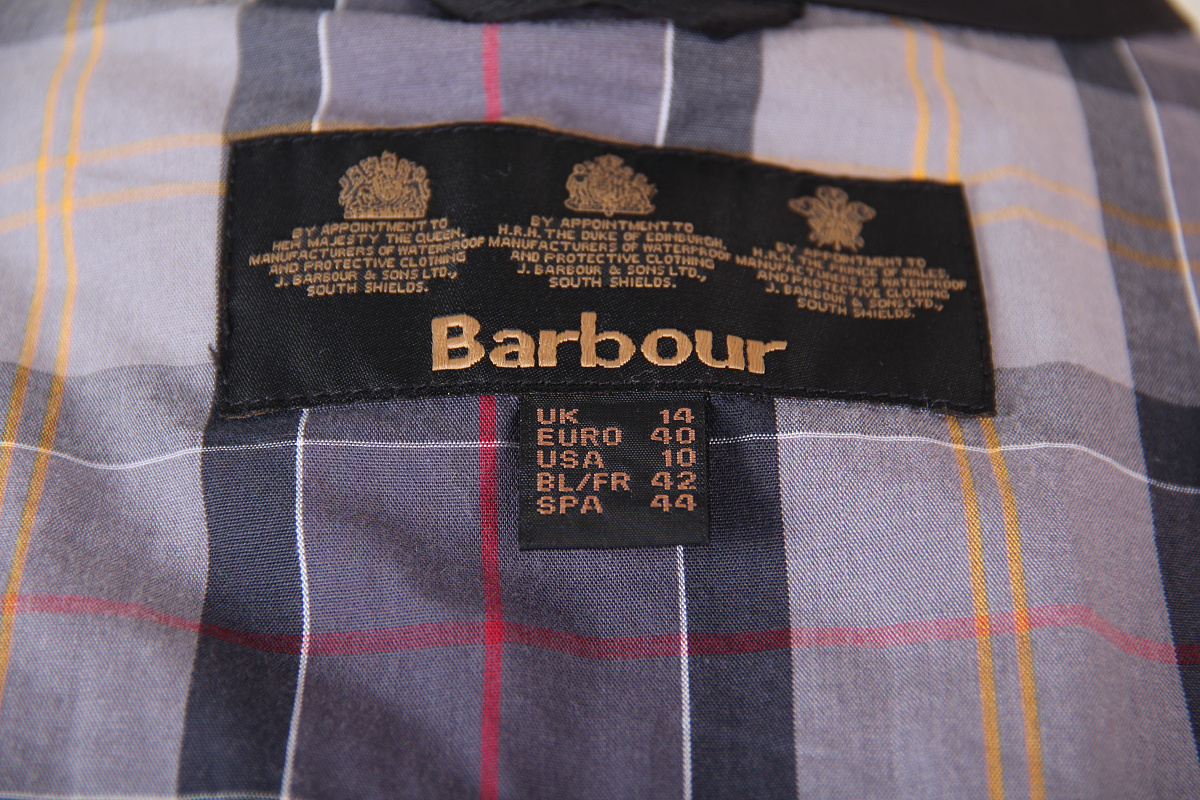 BY APPOINTMENT TO
HER MAJESTY THE QUEEN,
MANUFACTURERS OF WATERPROOF
AND PROTECTIVE CLOTHING
J. BARBOUR & SONS LTD.,
SOUTH SHIELDS.
BY APPOINTMENT TO
H.R.H. THE DUKE OF EDINBURGH,
MANUFACTURERS OF WATERPROOF
AND PROTECTIVE CLOTHING
J. BARBOUR & SONS LTD.,
SOUTH SHIELDS.
BY APPOINTMENT TO
H.R.H. THE PRINCE OF WALES,
MANUFACTURERS OF WATERPROOF
AND PROTECTIVE CLOTHING
J. BARBOUR & SONS LTD.,
SOUTH SHIELDS.
Barbour
UK 14
EURO 40
USA 10
BL/FR 42
SPA 44